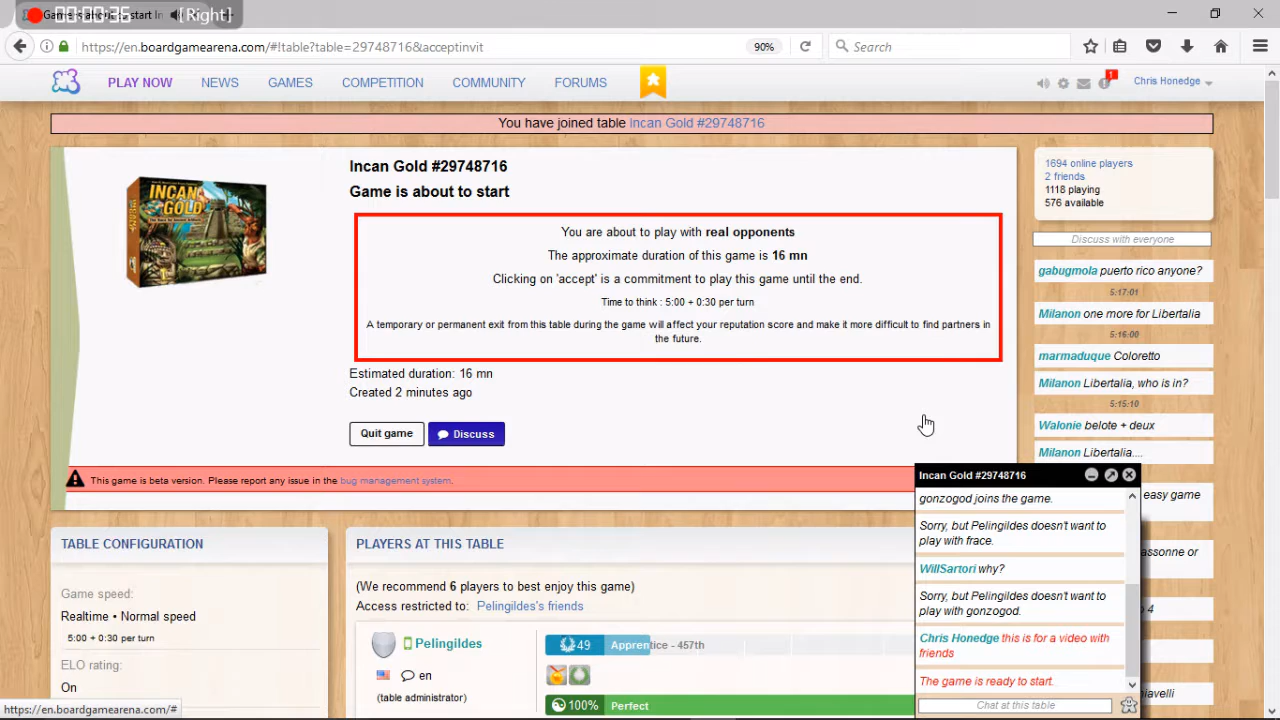 Gamers ab
start In
00:00:35
[Right]
https://en.boardgamearena.com/#!table?table=29748716&acceptinvit
90%
Search
PLAY NOW
NEWS
GAMES
COMPETITION
COMMUNITY
FORUMS
1
Chris Honedge
You have joined table Incan Gold #29748716
INCAN
GOLD
Incan Gold #29748716
Game is about to start
You are about to play with real opponents
The approximate duration of this game is 16 mn
Clicking on 'accept' is a commitment to play this game until the end.
Time to think : 5:00 + 0:30 per turn
A temporary or permanent exit from this table during the game will affect your reputation score and make it more difficult to find partners in
the future.
Estimated duration: 16 mn
Created 2 minutes ago
Quit game
Discuss
This game is beta version. Please report any issue in the bug management system.
TABLE CONFIGURATION
Game speed:
Realtime • Normal speed
5:00 + 0:30 per turn
ELO rating:
On
https://en.boardgamearena.com/#
PLAYERS AT THIS TABLE
(We recommend 6 players to best enjoy this game)
Access restricted to: Pelingildes's friends
Pelingildes
en
(table administrator)
49
Apprentice - 457th
100%
Perfect
1694 online players
2 friends
1118 playing
576 available
Discuss with everyone
gabugmola puerto rico anyone?
5:17:01
Milanon one more for Libertalia
5:16:00
marmaduque Coloretto
Milanon Libertalia, who is in?
5:15:10
Walonie belote + deux
Milanon Libertalia....
easy game
assonne or
4
iavelli
Incan Gold #29748716
gonzogod joins the game.
Sorry, but Pelingildes doesn't want to
play with frace.
WillSartori why?
Sorry, but Pelingildes doesn't want to
play with gonzogod.
Chris Honedge this is for a video with
friends
The game is ready to start.
Chat at this table